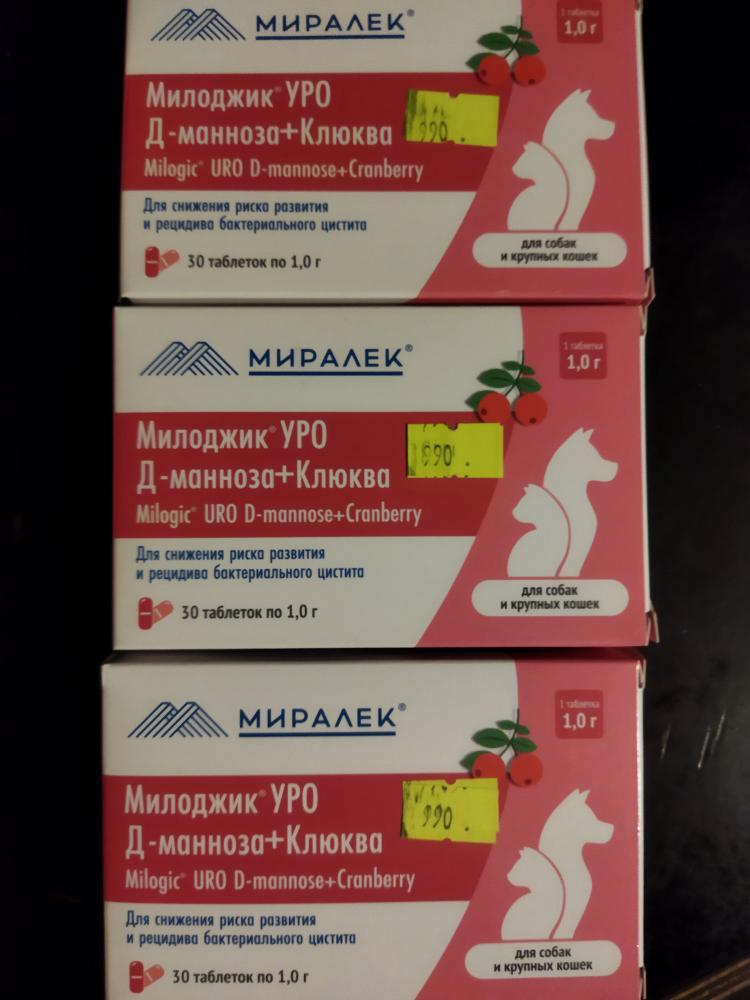 МИРАЛЕК®
1 таблетка
1,0 г
Милоджик® УРО
Д-манноза+Клюква
990.
Milogic® URO D-mannose+Cranberry
Для снижения риска развития
и рецидива бактериального цистита
для собак
и крупных кошек
30 таблеток по 1,0 г
МИРАЛЕК®
1 таблетка
1,0 г
Милоджик® УРО
Д-манноза+Клюква
990.
Milogic® URO D-mannose+Cranberry
Для снижения риска развития
и рецидива бактериального цистита
для собак
и крупных кошек
30 таблеток по 1,0 г
МИРАЛЕК®
1 таблетка
1,0 г
Милоджик® УРО
Д-манноза+Клюква
990.
Milogic® URO D-mannose+Cranberry
Для снижения риска развития
и рецидива бактериального цистита
для собак
и крупных кошек
30 таблеток по 1,0 г